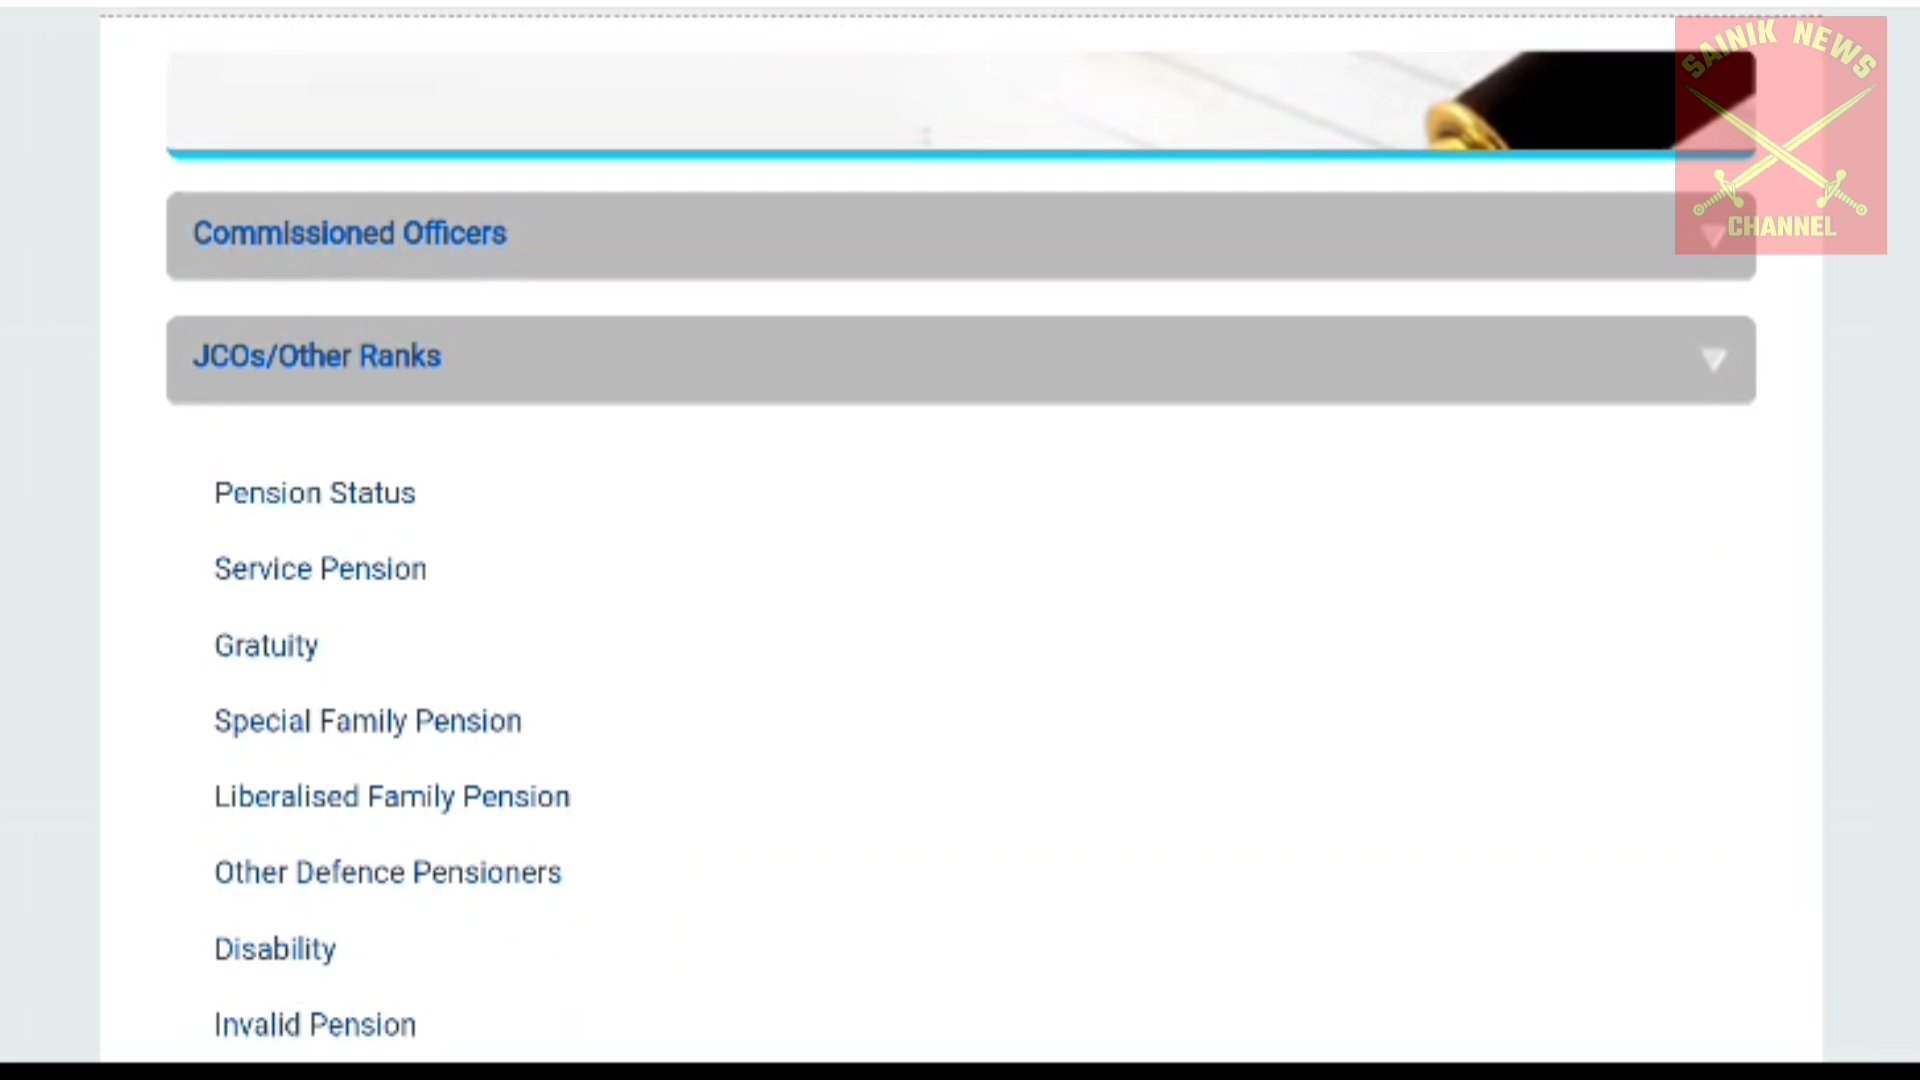 SAINIK NEWS
CHANNEL
Commissioned Officers
JCOs/Other Ranks
Pension Status
Service Pension
Gratuity
Special Family Pension
Liberalised Family Pension
Other Defence Pensioners
Disability
Invalid Pension